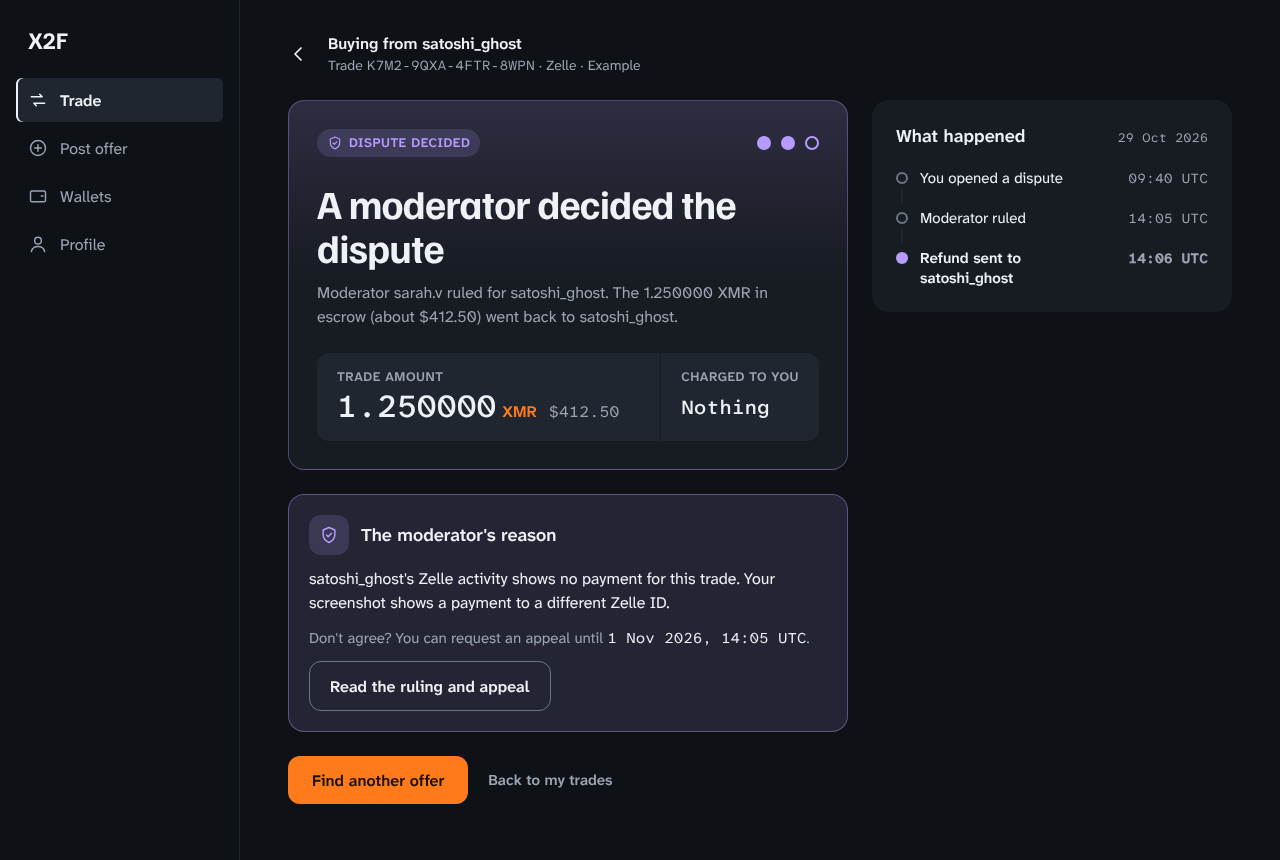 X2F
Trade
Post offer
Wallets
Profile
Buying from satoshi_ghost
Trade K7M2-9QXA-4FTR-8WPN · Zelle · Example
DISPUTE DECIDED
A moderator decided the
dispute
Moderator sarah.v ruled for satoshi_ghost. The 1.250000 XMR in
escrow (about $412.50) went back to satoshi_ghost.
TRADE AMOUNT
1.250000 XMR $412.50
CHARGED TO YOU
Nothing
The moderator's reason
satoshi_ghost's Zelle activity shows no payment for this trade. Your
screenshot shows a payment to a different Zelle ID.
Don't agree? You can request an appeal until 1 Nov 2026, 14:05 UTC.
Read the ruling and appeal
Find another offer
Back to my trades
What happened
29 Oct 2026
You opened a dispute
09:40 UTC
Moderator ruled
14:05 UTC
Refund sent to
satoshi_ghost
14:06 UTC